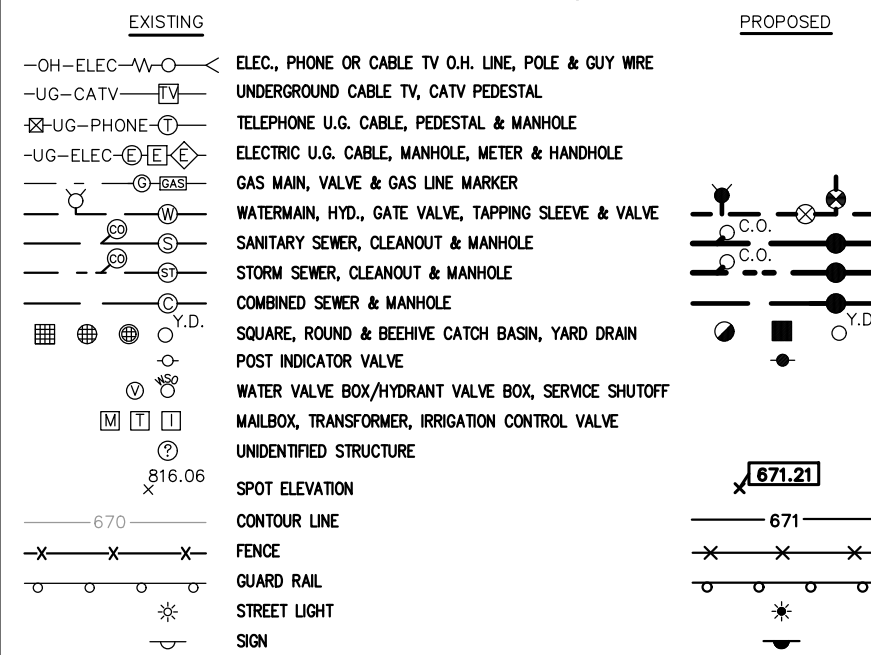 EXISTING PROPOSED
OH-ELEC ELEC., PHONE OR CABLE TV O.H. LINE, POLE & GUY WIRE
UG-CATV TV UNDERGROUND CABLE TV, CATV PEDESTAL
UG-PHONE T TELEPHONE U.G. CABLE, PEDESTAL & MANHOLE
UG-ELEC E E E ELECTRIC U.G. CABLE, MANHOLE, METER & HANDHOLE
G GAS GAS MAIN, VALVE & GAS LINE MARKER
W WATERMAIN, HYD., GATE VALVE, TAPPING SLEEVE & VALVE
CO S SANITARY SEWER, CLEANOUT & MANHOLE C.O.
CO ST STORM SEWER, CLEANOUT & MANHOLE C.O.
C COMBINED SEWER & MANHOLE
Y.D. SQUARE, ROUND & BEEHIVE CATCH BASIN, YARD DRAIN Y.D
POST INDICATOR VALVE
V WSO WATER VALVE BOX/HYDRANT VALVE BOX, SERVICE SHUTOFF
M T I MAILBOX, TRANSFORMER, IRRIGATION CONTROL VALVE
? UNIDENTIFIED STRUCTURE
816.06 SPOT ELEVATION 671.21
670 CONTOUR LINE 671
FENCE
GUARD RAIL
STREET LIGHT
SIGN